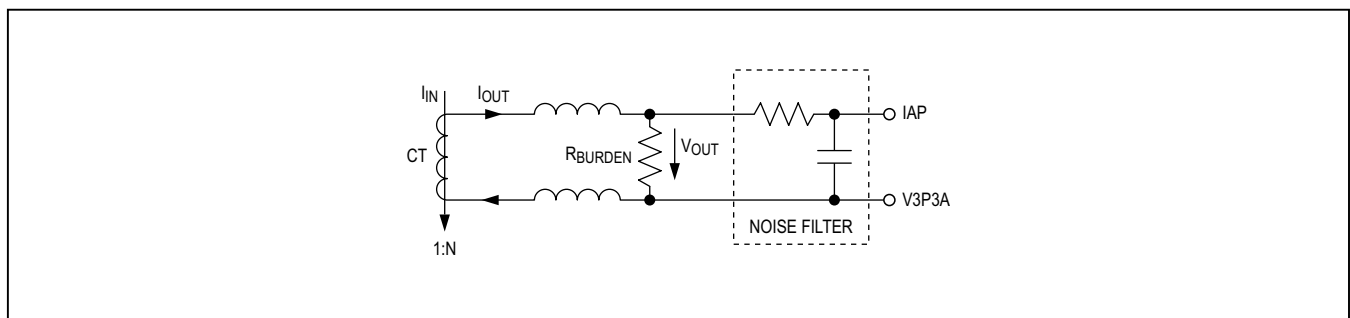 IIN
IOUT
CT
1:N
RBURDEN
VOUT
NOISE FILTER
IAP
V3P3A